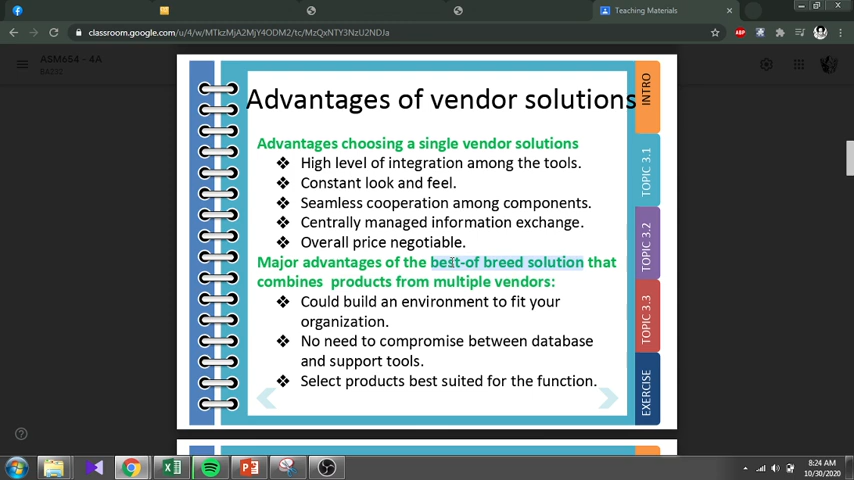 Teaching Materials
classroom.google.com/u/4/w/MTkzMjA2MjY4ODM2/tc/MzQxNTY3NzU2NDJa
ABP
ASM654 - 4A
BA232
Advantages of vendor solutions
Advantages choosing a single vendor solutions
❖ High level of integration among the tools.
❖ Constant look and feel.
❖ Seamless cooperation among components.
❖ Centrally managed information exchange.
❖ Overall price negotiable.
Major advantages of the best-of breed solution that
combines products from multiple vendors:
❖ Could build an environment to fit your
organization.
❖ No need to compromise between database
and support tools.
❖ Select products best suited for the function.
INTRO
TOPIC 3.1
TOPIC 3.2
TOPIC 3.3
EXERCISE
8:24 AM
10/30/2020